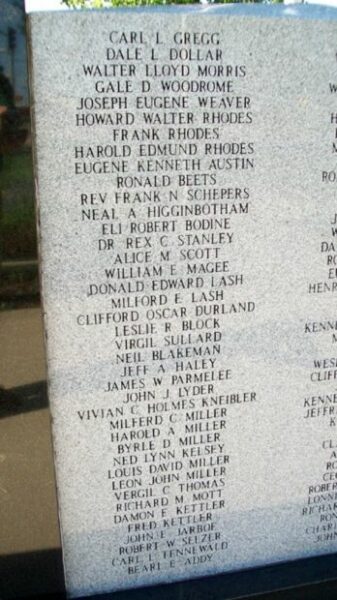 CARL L. GREGG
DALE L. DOLLAR
WALTER LLOYD MORRIS
GALE D. WOODROME
JOSEPH EUGENE WEAVER
HOWARD WALTER RHODES
FRANK RHODES
HAROLD EDMUND RHODES
EUGENE KENNETH AUSTIN
RONALD BEETS
REV FRANK N SCHEPERS
NEAL A HIGGINBOTHAM
ELI ROBERT BODINE
DR REX C. STANLEY
ALICE M SCOTT
WILLIAM E MAGEE
DONALD EDWARD LASH
MILFORD E LASH
CLIFFORD OSCAR DURLAND
LESLIE R. BLOCK
VIRGIL SULLARD
NEIL BLAKEMAN
JEFF A HALEY
JAMES W PARMELEE
JOHN J. LYDER
VIVIAN C HOLMES KNEIBLER
MILFERD C MILLER
HAROLD A MILLER
BYRLE D MILLER
NED LYNN KELSEY
LOUIS DAVID MILLER
LEON JOHN MILLER
VERGIL C THOMAS
RICHARD M. MOTT
DAMON E KETTLER
FRED KETTLER
JOHN E. JARBOE
ROBERT W SELZER
CARL L FENNEWALD
BEARL E ADDY